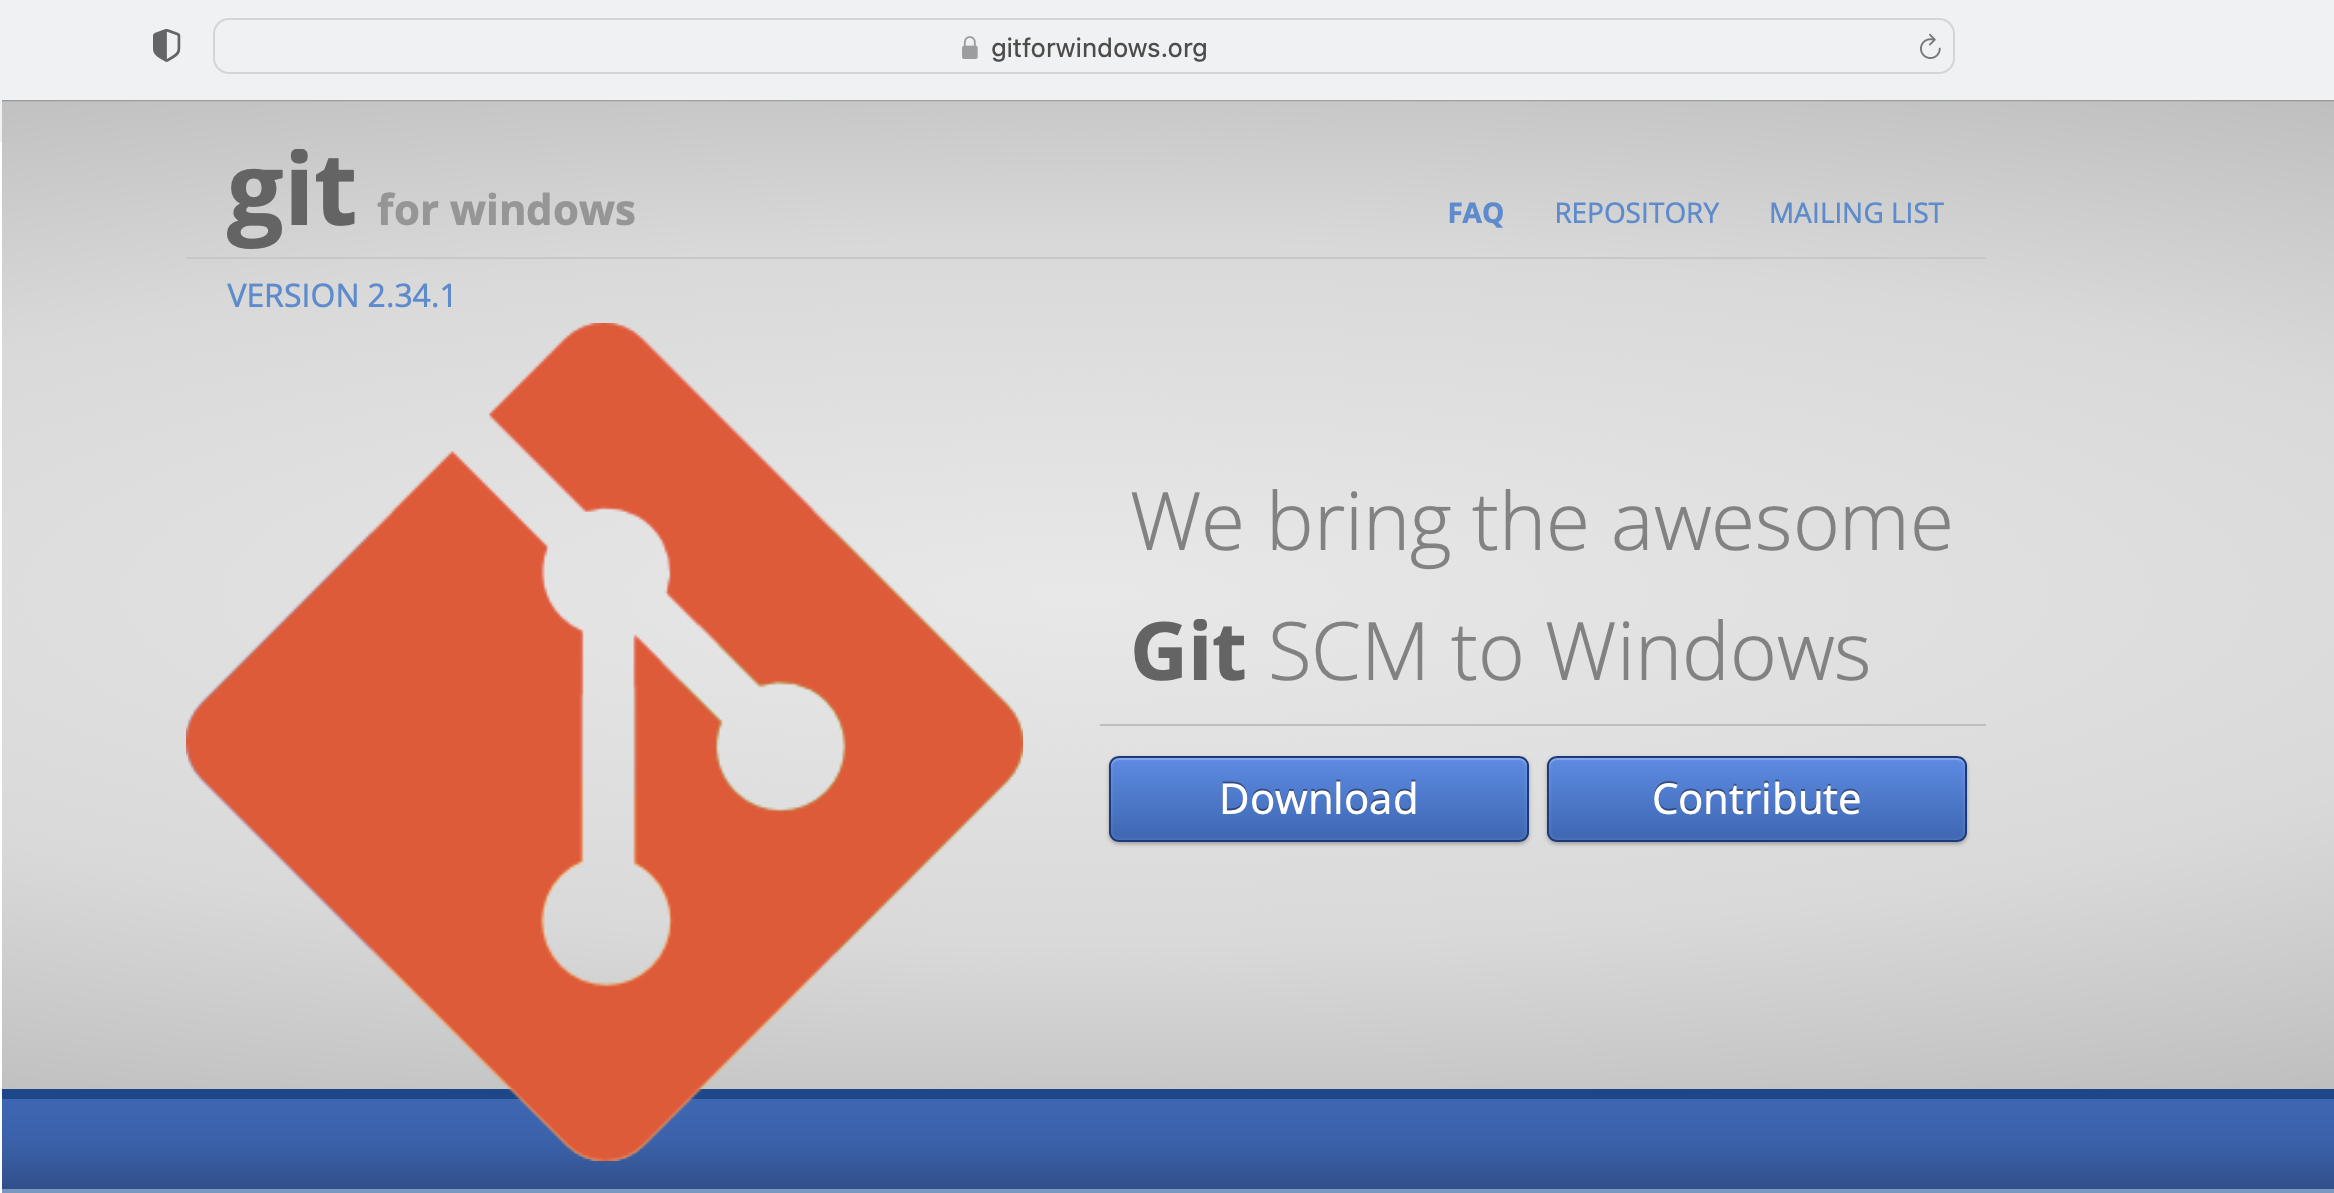 gitforwindows.org
git for windows
FAQ REPOSITORY MAILING LIST
VERSION 2.34.1
We bring the awesome
Git SCM to Windows
Download Contribute